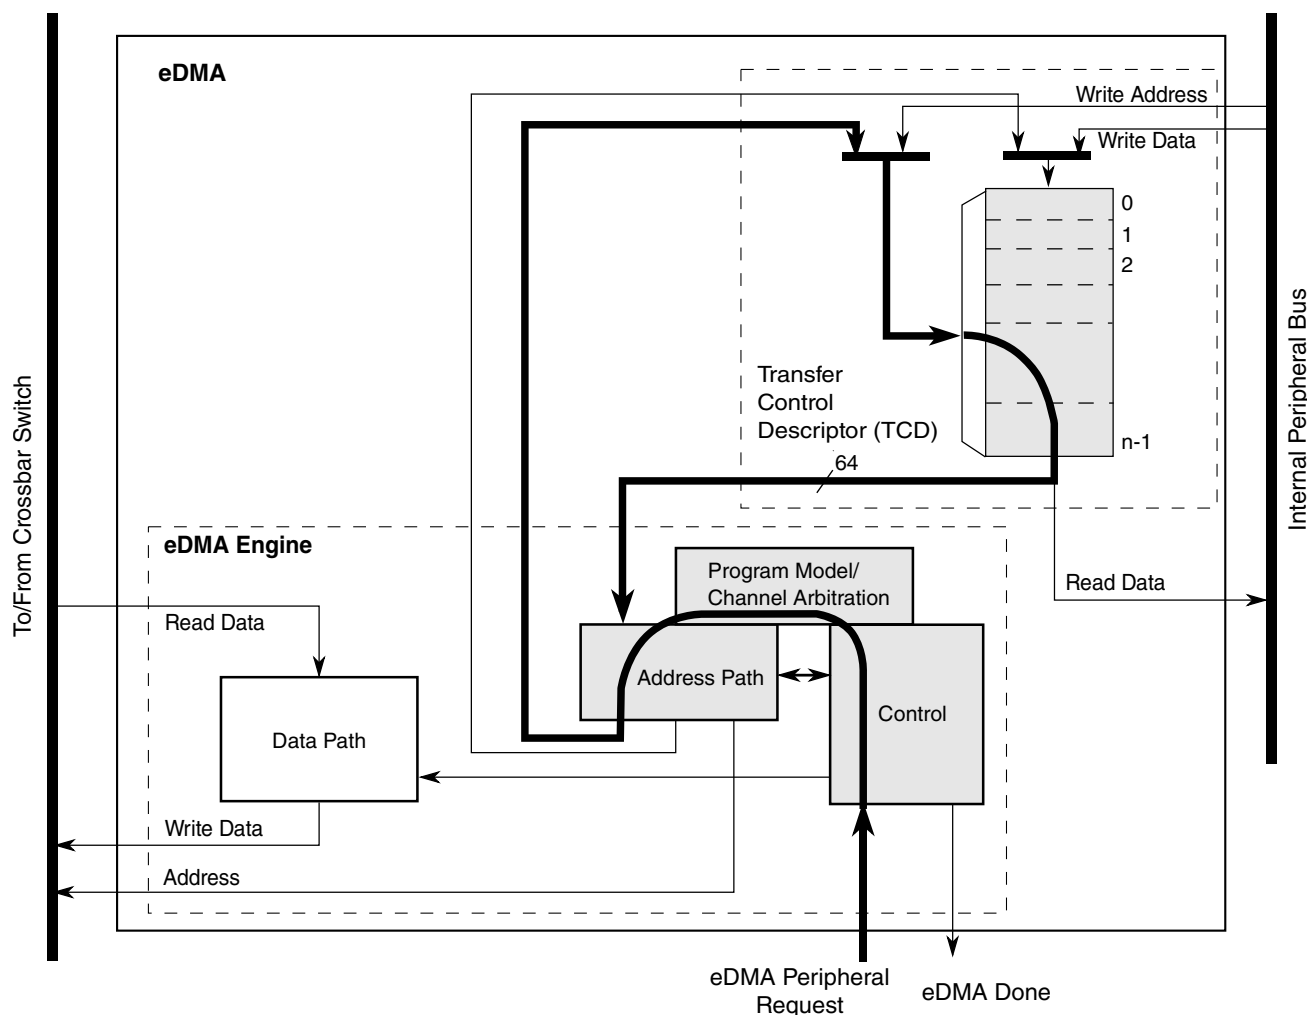 eDMA
Write Address
Write Data
0
1
2
n-1
Transfer
Control
Descriptor (TCD)
64
To/From Crossbar Switch
Internal Peripheral Bus
eDMA Engine
Program Model/
Channel Arbitration
Read Data
Read Data
Address Path
Control
Data Path
Write Data
Address
eDMA Peripheral
Request
eDMA Done